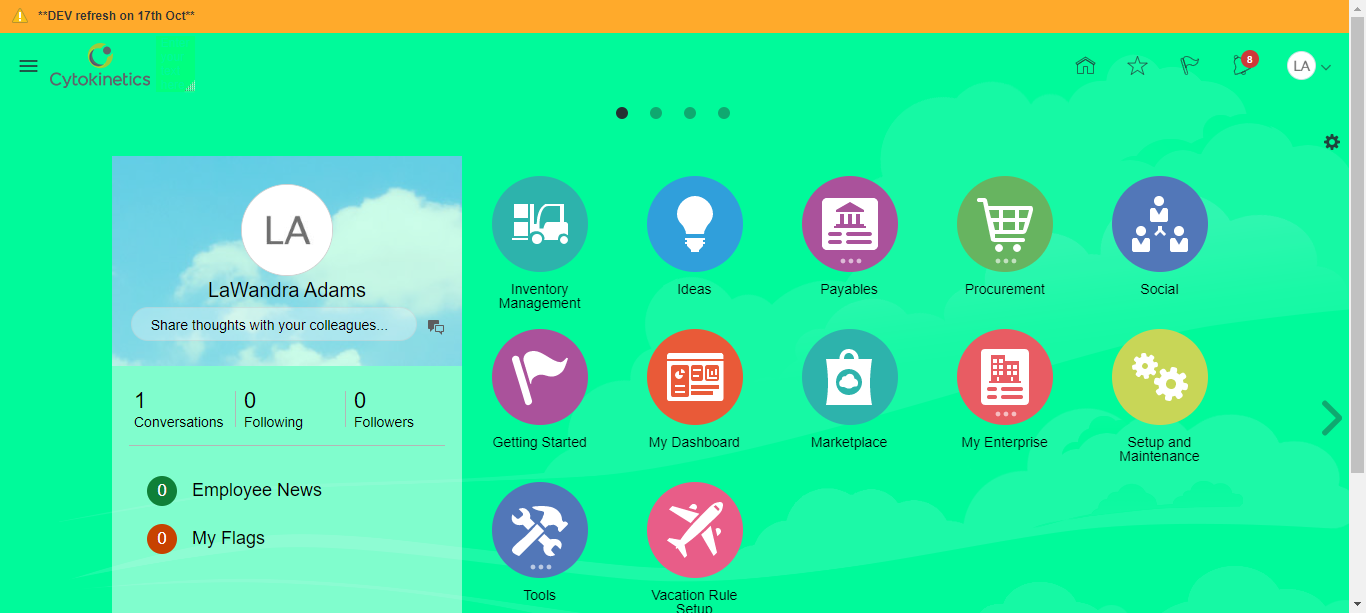 **DEV refresh on 17th Oct**
Cytokinetics
8
LA
LA
LaWandra Adams
Share thoughts with your colleagues...
1
Conversations
0
Following
0
Followers
0 Employee News
0 My Flags
Inventory
Management
Ideas
Payables
Procurement
Social
Getting Started
My Dashboard
Marketplace
My Enterprise
Setup and
Maintenance
Tools
Vacation Rule
Setup